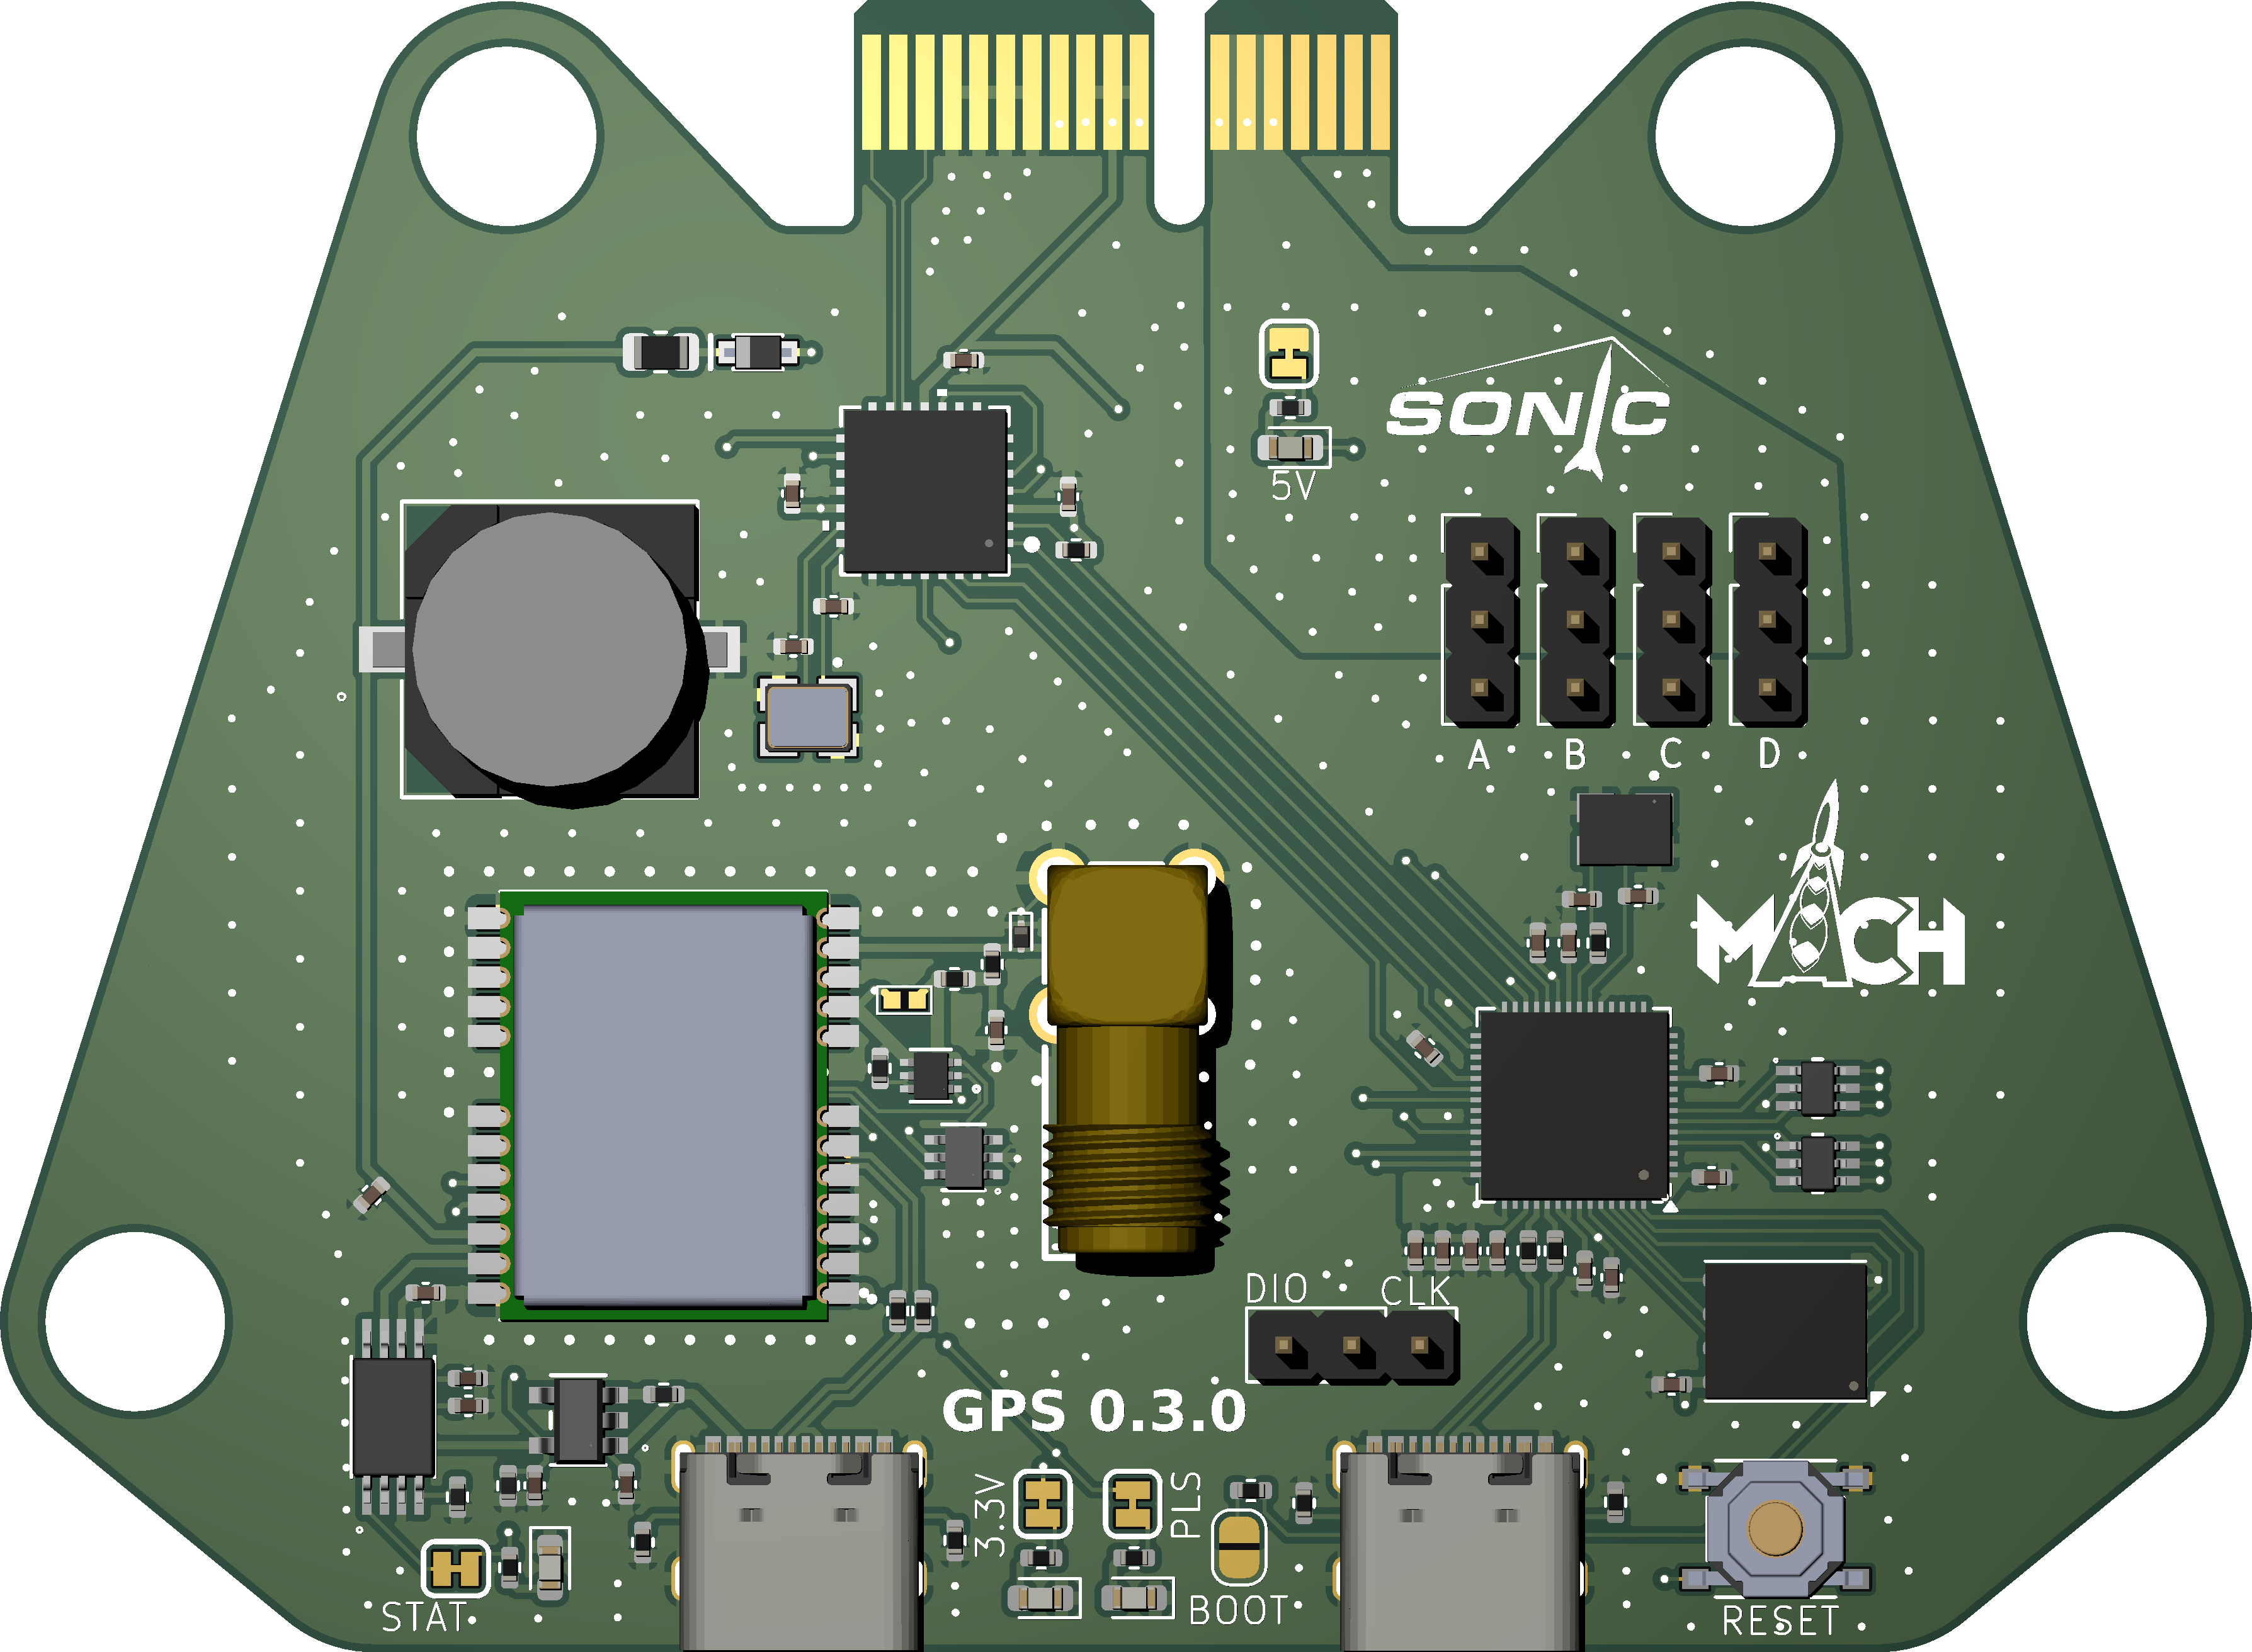 SONIC
5V
A B C D
MACH
DIO CLK
GPS 0.3.0
3.3V
PLS
STAT
BOOT
RESET